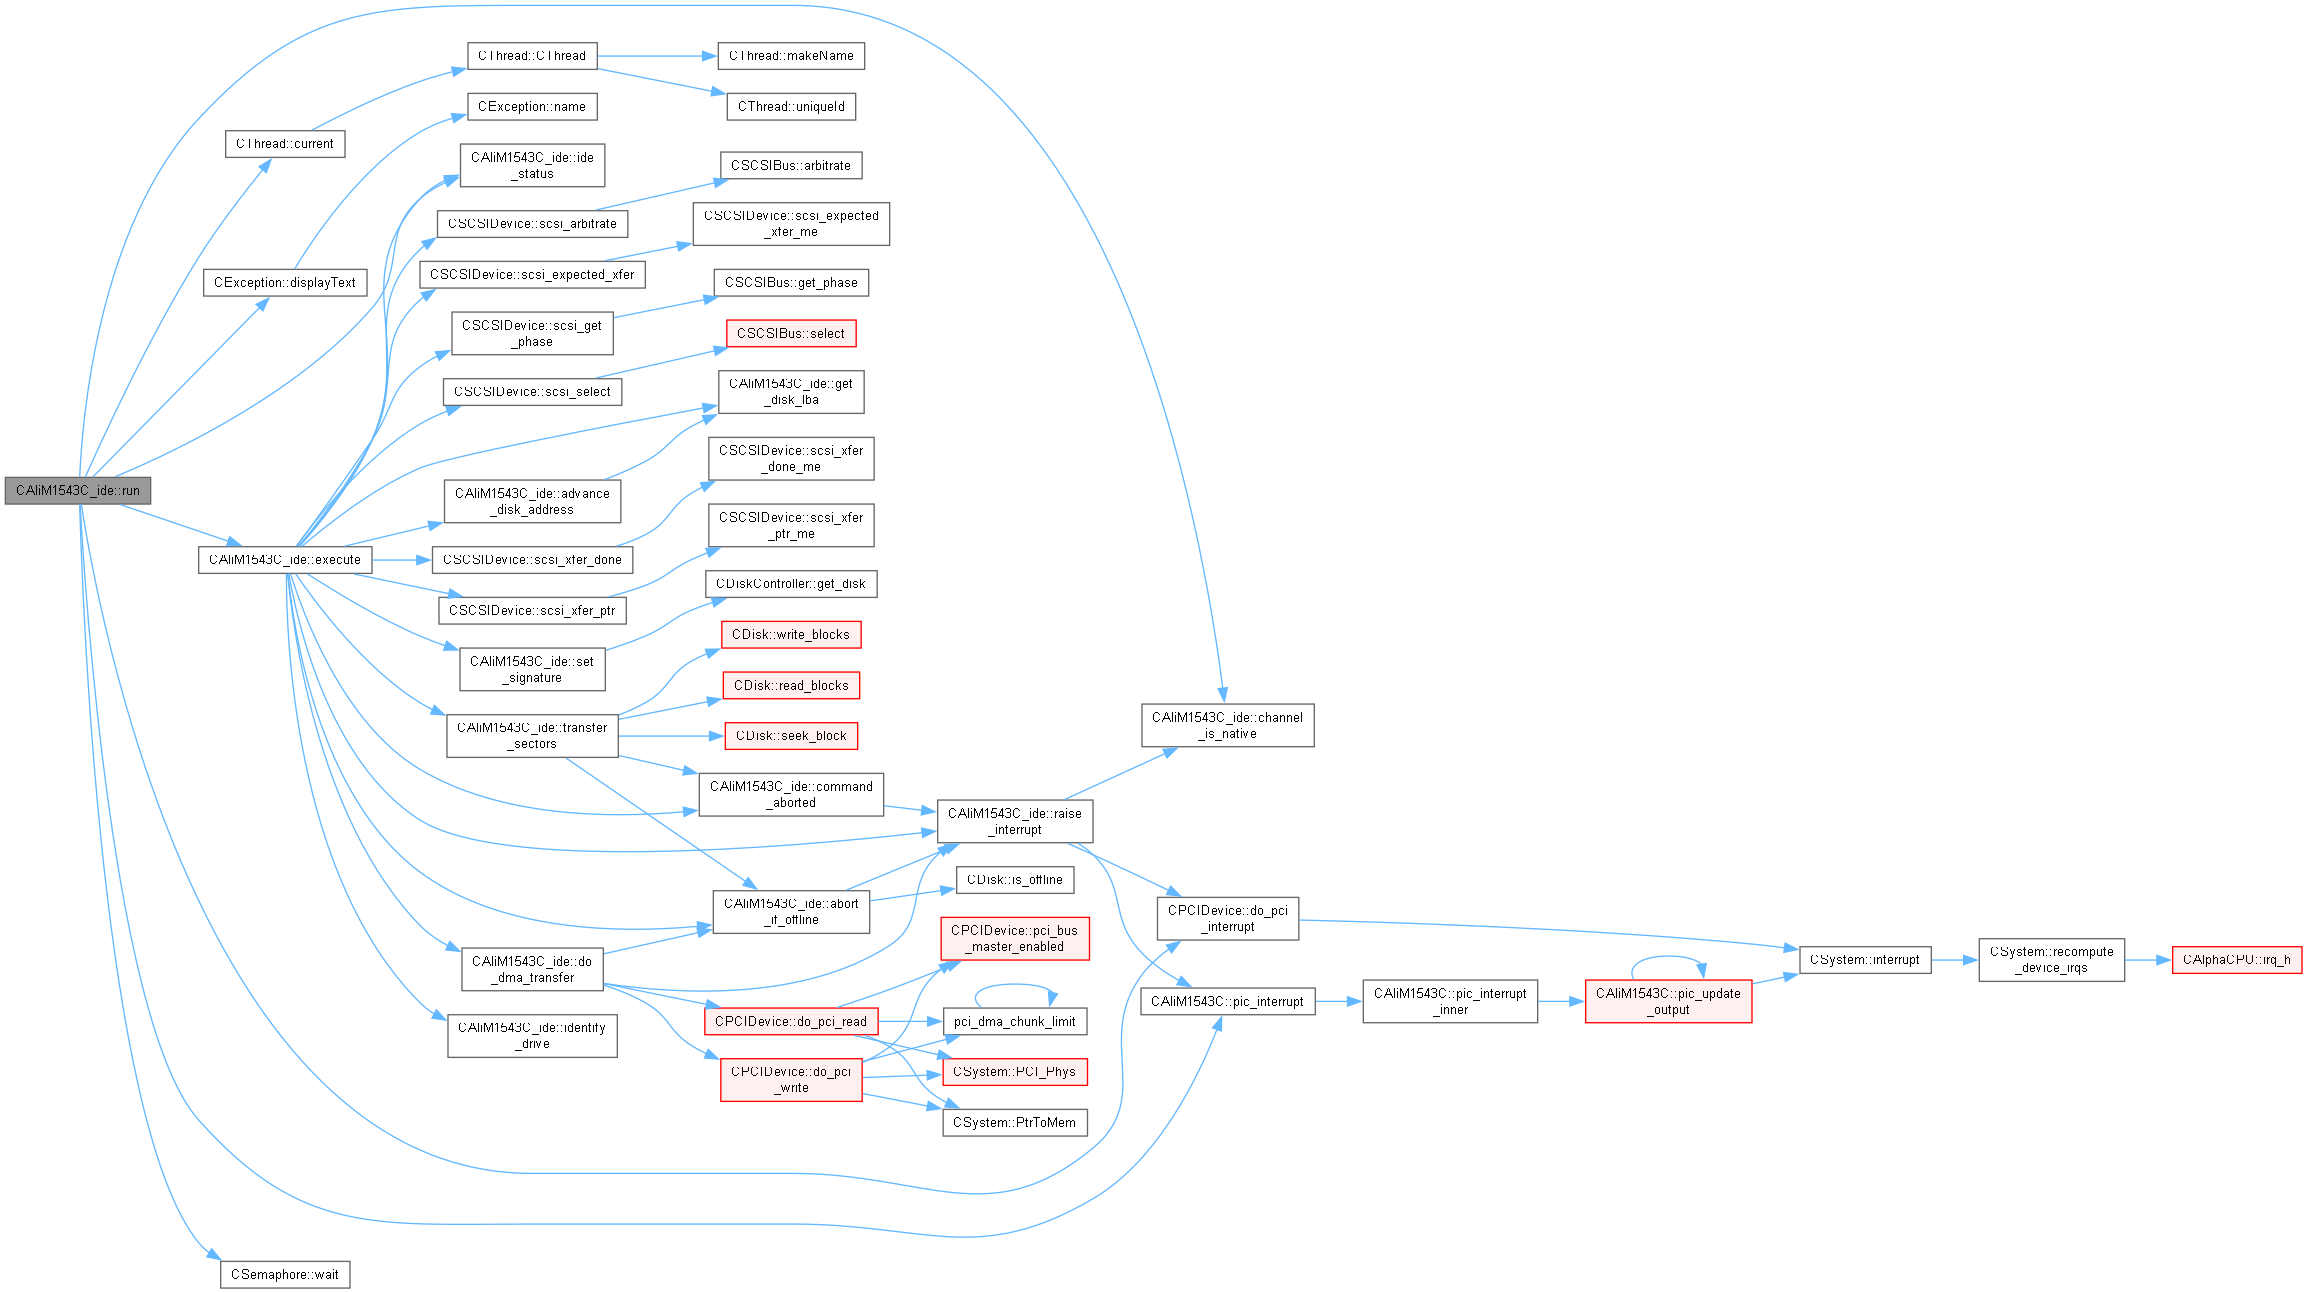 CAliM1543C_ide::run
CThread::current
CException::displayText
CAliM1543C_ide::execute
CSemaphore::wait
CThread::CThread
CException::name
CAliM1543C_ide::ide
_status
CSCSIDevice::scsi_arbitrate
CSCSIDevice::scsi_expected_xfer
CSCSIDevice::scsi_get
_phase
CSCSIDevice::scsi_select
CAliM1543C_ide::advance
_disk_address
CSCSIDevice::scsi_xfer_done
CSCSIDevice::scsi_xfer_ptr
CAliM1543C_ide::set
_signature
CAliM1543C_ide::transfer
_sectors
CAliM1543C_ide::do
_dma_transfer
CAliM1543C_ide::identify
_drive
CThread::makeName
CThread::uniqueId
CSCSIBus::arbitrate
CSCSIDevice::scsi_expected
_xfer_me
CSCSIBus::get_phase
CSCSIBus::select
CAliM1543C_ide::get
_disk_lba
CSCSIDevice::scsi_xfer
_done_me
CSCSIDevice::scsi_xfer
_ptr_me
CDiskController::get_disk
CDisk::write_blocks
CDisk::read_blocks
CDisk::seek_block
CAliM1543C_ide::command
_aborted
CAliM1543C_ide::abort
_if_offline
CPCIDevice::do_pci_read
CPCIDevice::do_pci
_write
CAliM1543C_ide::raise
_interrupt
CDisk::is_offline
CPCIDevice::pci_bus
_master_enabled
pci_dma_chunk_limit
CSystem::PCI_Phys
CSystem::PtrToMem
CAliM1543C_ide::channel
_is_native
CPCIDevice::do_pci
_interrupt
CAliM1543C::pic_interrupt
CAliM1543C::pic_interrupt
_inner
CAliM1543C::pic_update
_output
CSystem::interrupt
CSystem::recompute
_device_irqs
CAlphaCPU::irq_h